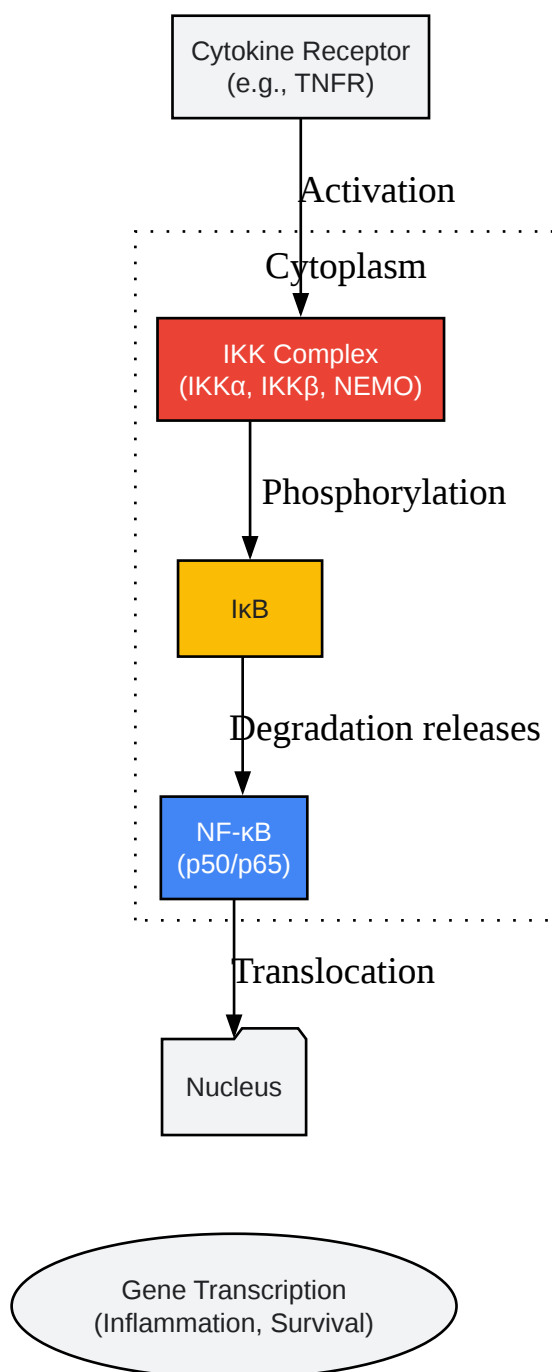 Cytokine Receptor
(e.g., TNFR)
Activation
Cytoplasm
IKK Complex
(IKKα, IKKβ, NEMO)
Phosphorylation
IκB
Degradation releases
NF-κB
(p50/p65)
Translocation
Nucleus
Gene Transcription
(Inflammation, Survival)